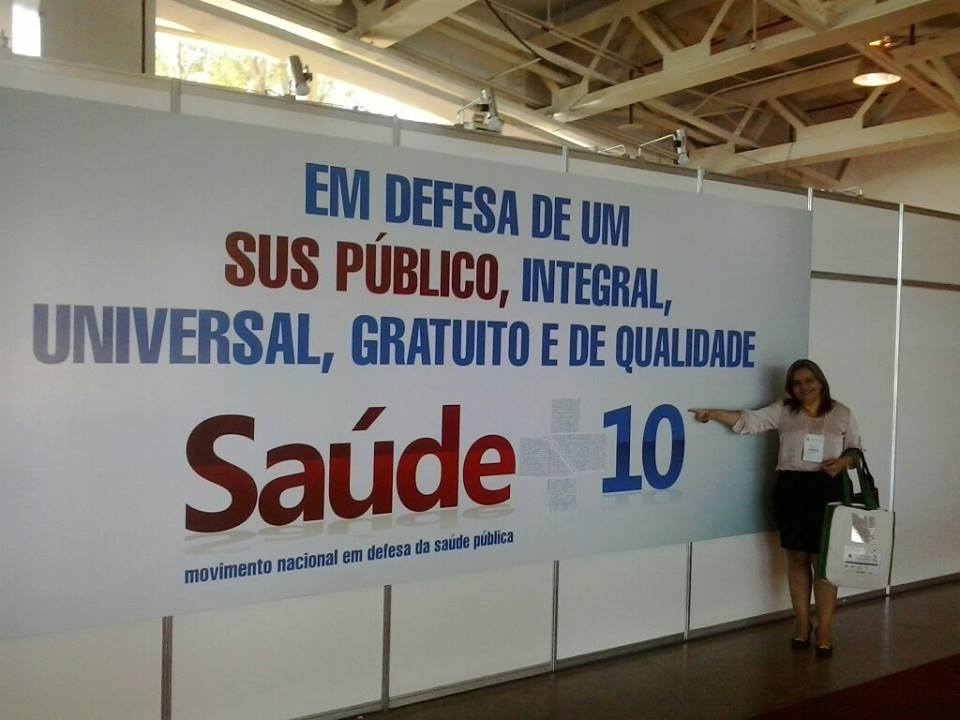 EM DEFESA DE UM
SUS PÚBLICO, INTEGRAL,
UNIVERSAL, GRATUITO E DE QUALIDADE
Saúde+10
movimento nacional em defesa da saúde pública